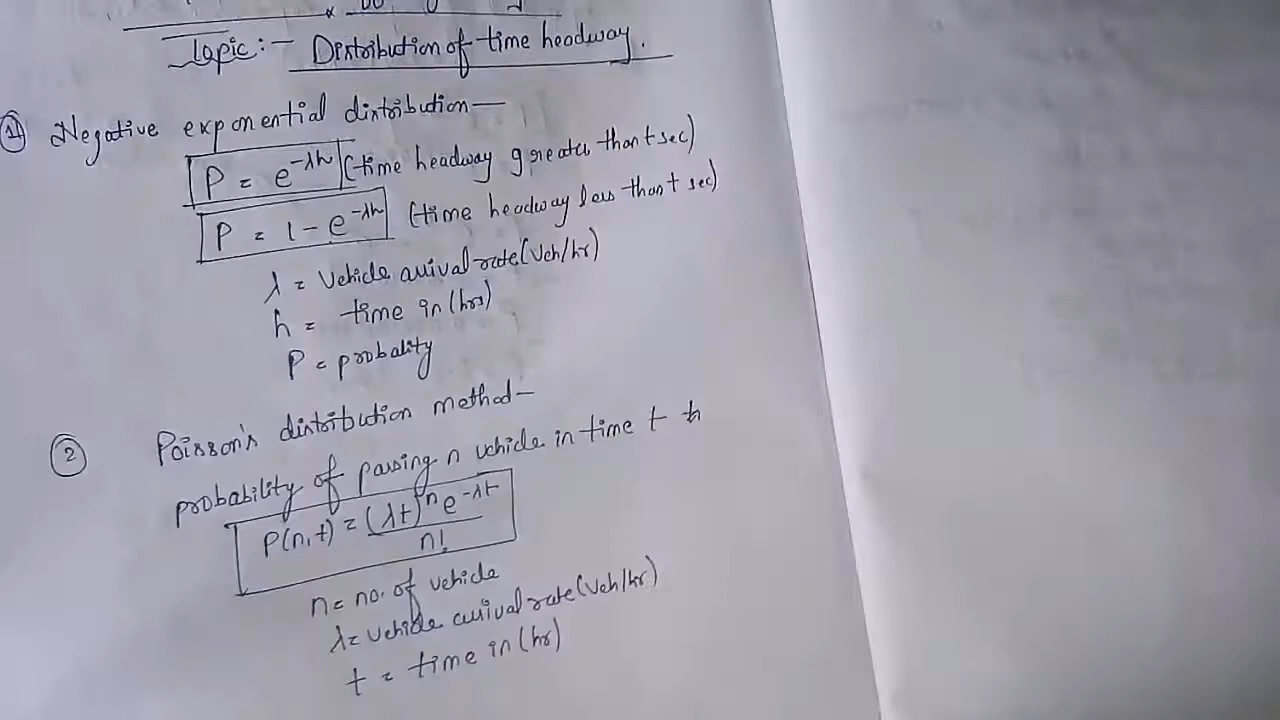 Topic:- Distribution of time headway.
1 Negative exponential distribution—
P = e^-λh (time headway greater than t sec)
P = 1 - e^-λh (time headway less than t sec)
λ = Vehicle arrival rate (Veh/hr)
h = time in (hrs)
P = probality
2 Poisson's distribution method—
probability of passing n vehicle in time t
P(n,t) = (λt)^n e^-λt
n!
n = no. of vehicle
λ = vehicle arrival rate (Veh/hr)
t = time in (hr)